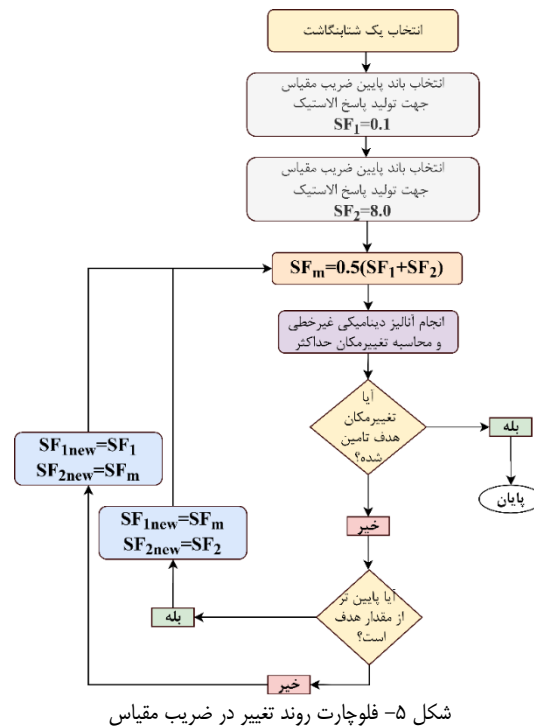 انتخاب یک شتابنگاشت
انتخاب باند پایین ضریب مقیاس
جهت تولید پاسخ الاستیک
SF1=0.1
انتخاب باند پایین ضریب مقیاس
جهت تولید پاسخ الاستیک
SF2=8.0
SFm=0.5(SF1+SF2)
انجام آنالیز دینامیکی غیرخطی
و محاسبه تغییرمکان حداکثر
آیا
تغییرمکان
هدف تامین
شده؟
بله
پایان
خیر
آیا پایین تر
از مقدار هدف
است؟
بله
SF1new=SFm
SF2new=SF2
خیر
SF1new=SF1
SF2new=SFm
شکل ۵- فلوچارت روند تغییر در ضریب مقیاس